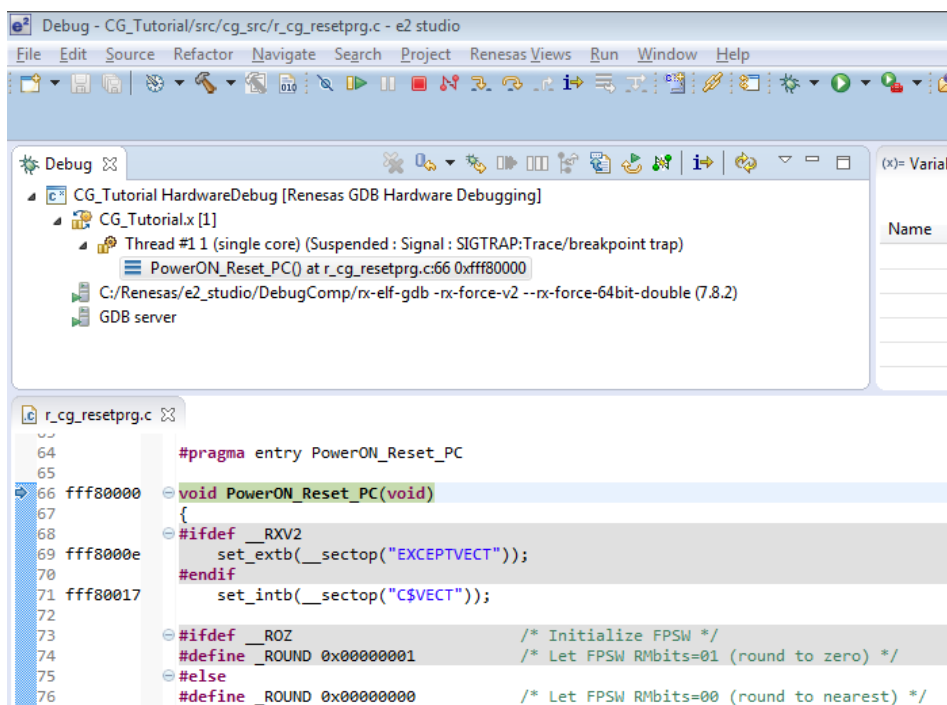 Debug - CG_Tutorial/src/cg_src/r_cg_resetprg.c - e2 studio
File Edit Source Refactor Navigate Search Project Renesas Views Run Window Help
Debug
(x)= Variab
CG_Tutorial HardwareDebug [Renesas GDB Hardware Debugging]
Name
CG_Tutorial.x [1]
Thread #1 1 (single core) (Suspended : Signal : SIGTRAP:Trace/breakpoint trap)
PowerON_Reset_PC() at r_cg_resetprg.c:66 0xfff80000
C:/Renesas/e2_studio/DebugComp/rx-elf-gdb -rx-force-v2 --rx-force-64bit-double (7.8.2)
GDB server
r_cg_resetprg.c
64 #pragma entry PowerON_Reset_PC
65
66 fff80000 void PowerON_Reset_PC(void)
67 {
68 #ifdef __RXV2
69 fff8000e set_extb(__sectop("EXCEPTVECT"));
70 #endif
71 fff80017 set_intb(__sectop("C$VECT"));
72
73 #ifdef __ROZ /* Initialize FPSW */
74 #define _ROUND 0x00000001 /* Let FPSW RMbits=01 (round to zero) */
75 #else
76 #define _ROUND 0x00000000 /* Let FPSW RMbits=00 (round to nearest) */